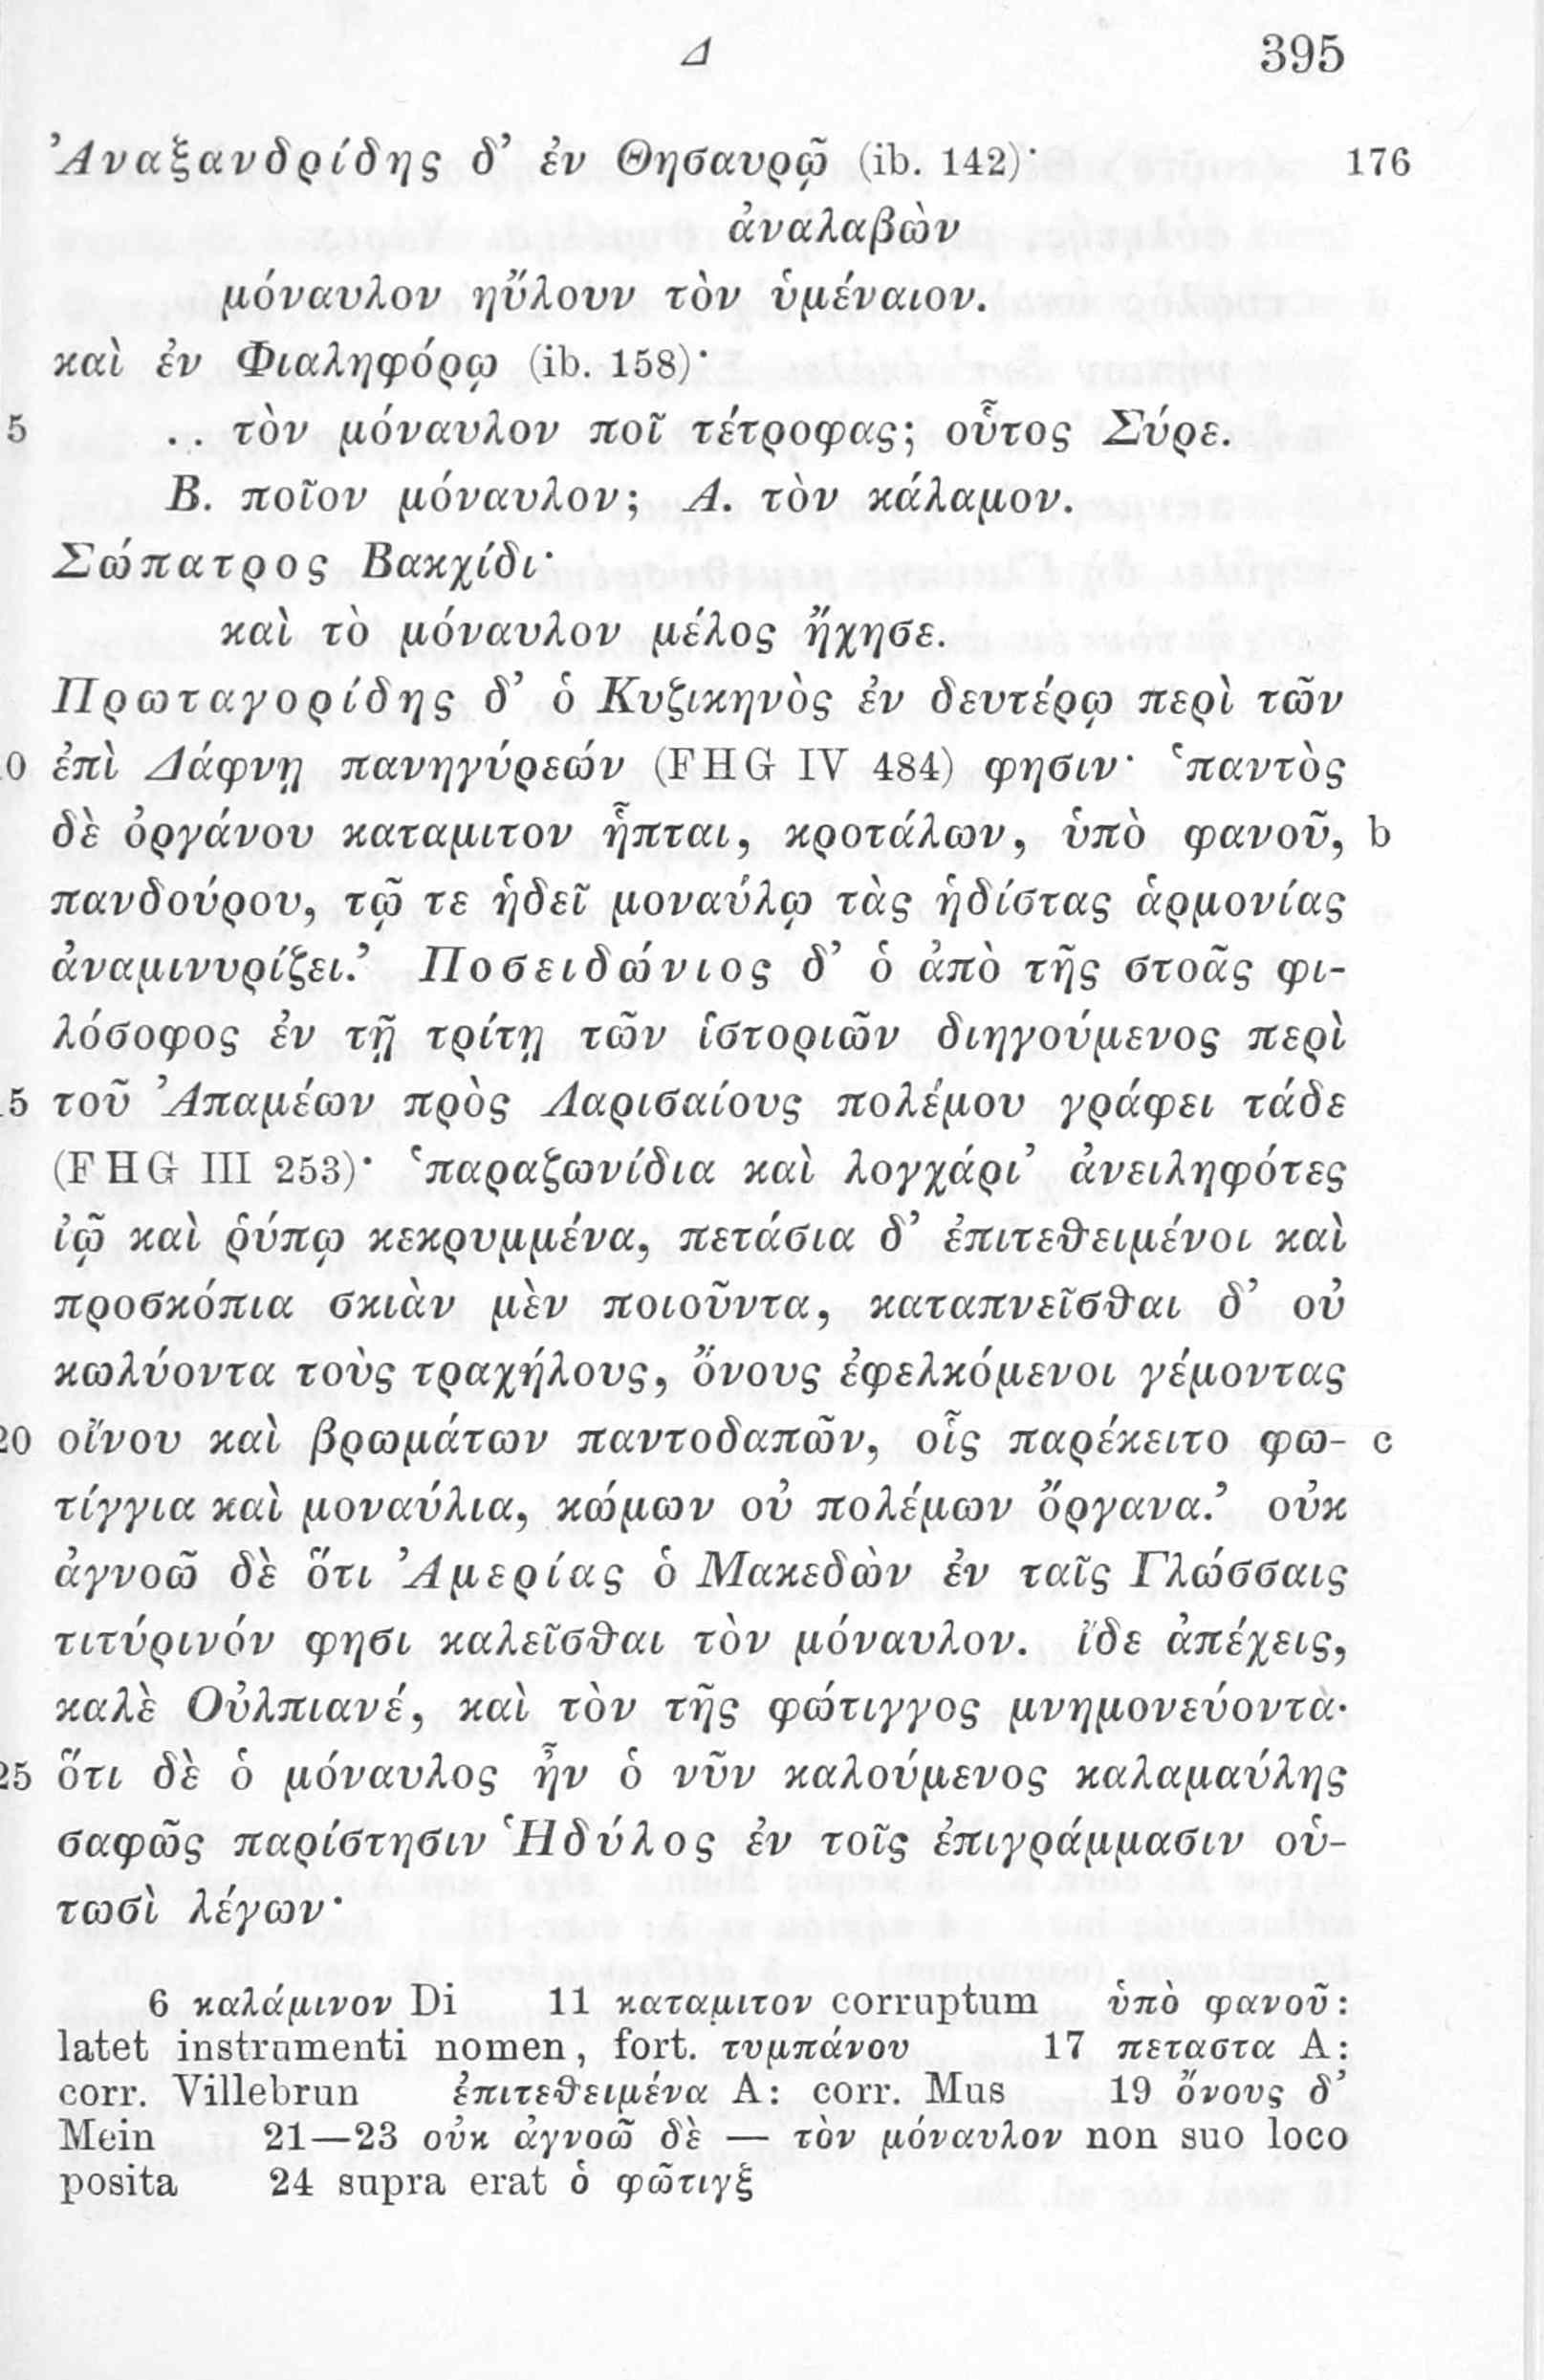 Δ 395
Ἀναξανδρίδης δ’ ἐν Θησαυρῷ (ib. 142)· 176
ἀναλαβὼν
μόναυλον ηὔλουν τὸν ὑμέναιον.
καὶ ἐν Φιαληφόρῳ (ib. 158)·
5 .. τὸν μόναυλον ποῖ τέτροφας; οὗτος Σύρε.
Β. ποῖον μόναυλον; Α. τὸν κάλαμον.
Σώπατρος Βακχίδι·
καὶ τὸ μόναυλον μέλος ἤχησε.
Πρωταγορίδης δ’ ὁ Κυζικηνὸς ἐν δευτέρῳ περὶ τῶν
10 ἐπὶ Δάφνῃ πανηγύρεών (FHG IV 484) φησιν· ‘παντὸς
δὲ ὀργάνου καταμιτον ἧπται, κροτάλων, ὑπὸ φανοῦ, b
πανδούρου, τῷ τε ἡδεῖ μοναύλῳ τὰς ἡδίστας ἁρμονίας
ἀναμινυρίζει.’ Ποσειδώνιος δ’ ὁ ἀπὸ τῆς στοᾶς φι-
λόσοφος ἐν τῇ τρίτῃ τῶν ἱστοριῶν διηγούμενος περὶ
15 τοῦ Ἀπαμέων πρὸς Λαρισαίους πολέμου γράφει τάδε
(FHG III 253)· ‘παραζωνίδια καὶ λογχάρι’ ἀνειληφότες
ἰῷ καὶ ῥύπῳ κεκρυμμένα, πετάσια δ’ ἐπιτεθειμένοι καὶ
προσκόπια σκιὰν μὲν ποιοῦντα, καταπνεῖσθαι δ’ οὐ
κωλύοντα τοὺς τραχήλους, ὄνους ἐφελκόμενοι γέμοντας
20 οἴνου καὶ βρωμάτων παντοδαπῶν, οἷς παρέκειτο φω- c
τίγγια καὶ μοναύλια, κώμων οὐ πολέμων ὄργανα.’ οὐκ
ἀγνοῶ δὲ ὅτι Ἀμερίας ὁ Μακεδὼν ἐν ταῖς Γλώσσαις
τιτύρινόν φησι καλεῖσθαι τὸν μόναυλον. ἴδε ἀπέχεις,
καλὲ Οὐλπιανέ, καὶ τὸν τῆς φώτιγγος μνημονεύοντα·
25 ὅτι δὲ ὁ μόναυλος ἦν ὁ νῦν καλούμενος καλαμαύλης
σαφῶς παρίστησιν Ἡδύλος ἐν τοῖς ἐπιγράμμασιν οὑ-
τωσὶ λέγων·
6 καλάμινον Di 11 καταμιτον corruptum ὑπὸ φανοῦ:
latet instrumenti nomen, fort. τυμπάνου 17 πεταστα A:
corr. Villebrun ἐπιτεθειμένα A: corr. Mus 19 ὄνους δ’
Mein 21—23 οὐκ ἀγνοῶ δὲ — τὸν μόναυλον non suo loco
posita 24 supra erat ὁ φῶτιγξ